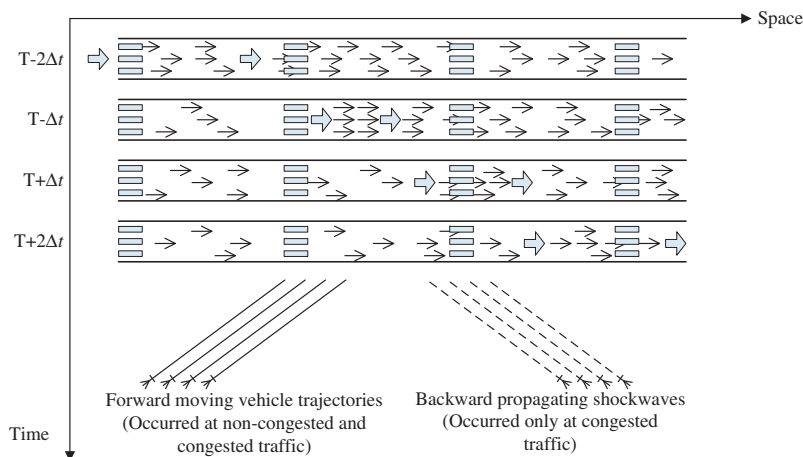 Space
T-2Δt
T-Δt
T+Δt
T+2Δt
Forward moving vehicle trajectories
(Occurred at non-congested and
congested traffic)
Backward propagating shockwaves
(Occurred only at congested
traffic)
Time